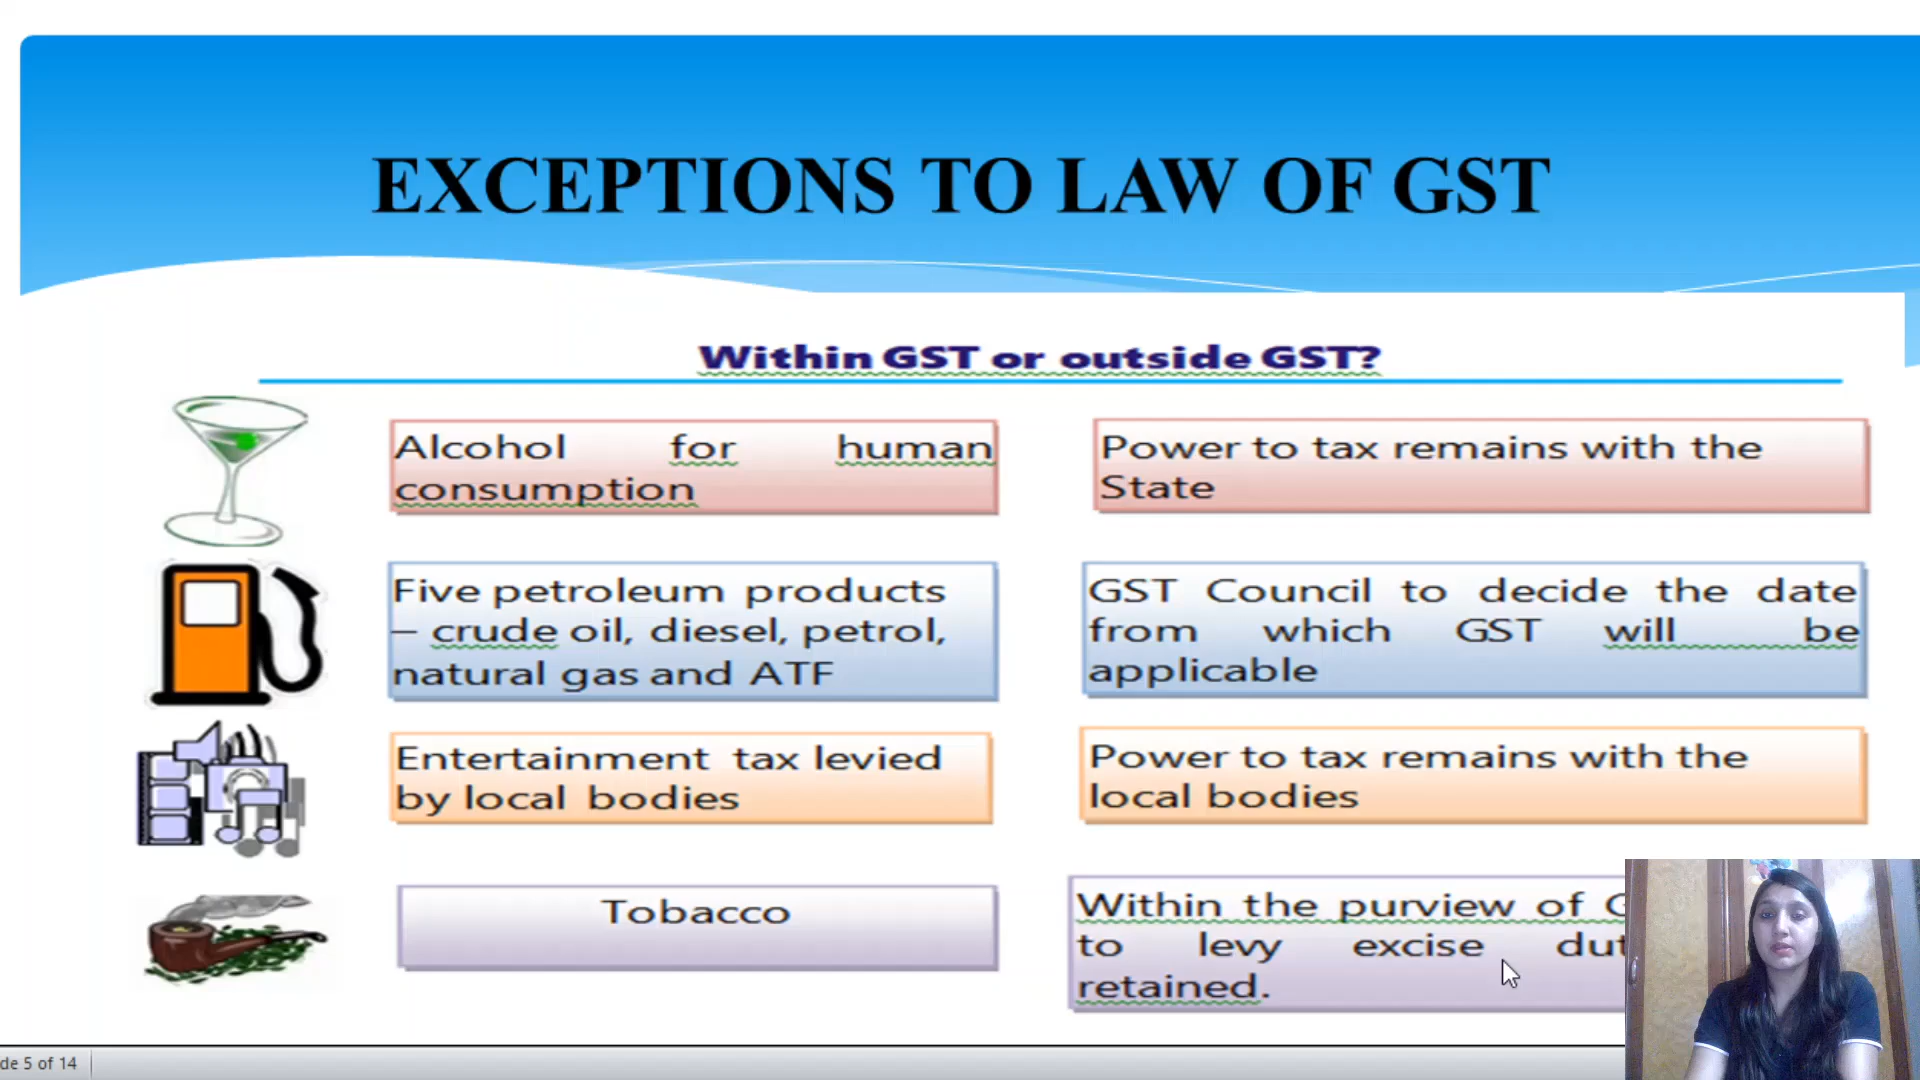 EXCEPTIONS TO LAW OF GST
Within GST or outside GST?
Alcohol for human
consumption
Power to tax remains with the
State
Five petroleum products
– crude oil, diesel, petrol,
natural gas and ATF
GST Council to decide the date
from which GST will be
applicable
Entertainment tax levied
by local bodies
Power to tax remains with the
local bodies
Tobacco
Within the purview of
to levy excise
retained.
de 5 of 14